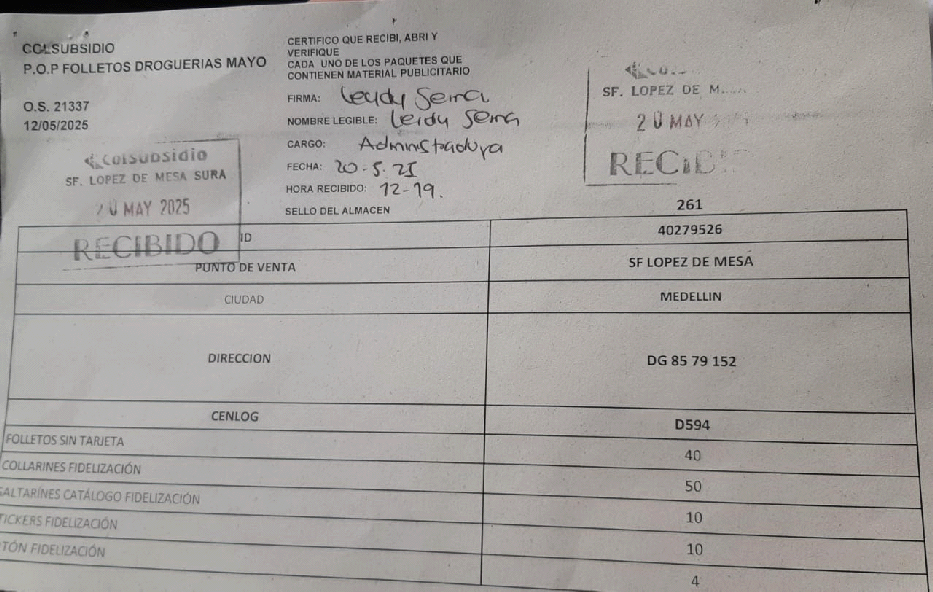 COLSUBSIDIO
P.O.P FOLLETOS DROGUERIAS MAYO
O.S. 21337
12/05/2025
CERTIFICO QUE RECIBI, ABRI Y
VERIFIQUE
CADA UNO DE LOS PAQUETES QUE
CONTIENEN MATERIAL PUBLICITARIO
FIRMA: Leidy Serna
NOMBRE LEGIBLE: Leidy Serna
CARGO: Administradora
FECHA: 20-5-25
HORA RECIBIDO: 12-19.
SELLO DEL ALMACEN
Colsubsidio
SF. LOPEZ DE MESA SURA
20 MAY 2025
RECIBIDO
SF. LOPEZ DE
20 MAY
261
ID 40279526
PUNTO DE VENTA SF LOPEZ DE MESA
CIUDAD MEDELLIN
DIRECCION DG 85 79 152
CENLOG D594
FOLLETOS SIN TARJETA 40
COLLARINES FIDELIZACIÓN 50
SALTARINES CATÁLOGO FIDELIZACIÓN 10
TICKERS FIDELIZACIÓN 10
TÓN FIDELIZACIÓN 4